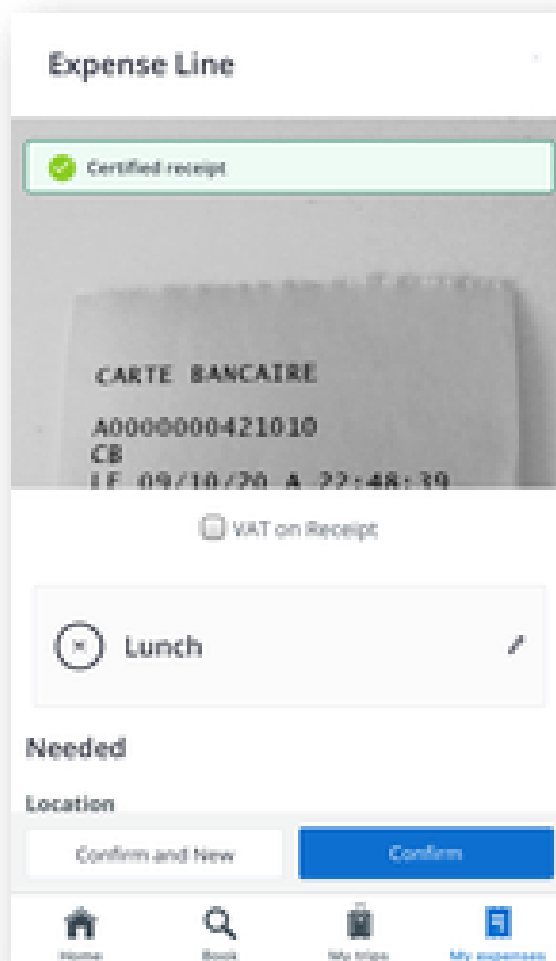 Expense Line
Certified receipt
CARTE BANCAIRE
A0000000421010
CB
LE 09/10/20 A 22:48:39
VAT on Receipt
Lunch
Needed
Location
Confirm and New
Confirm
Home
Book
My trips
My expenses